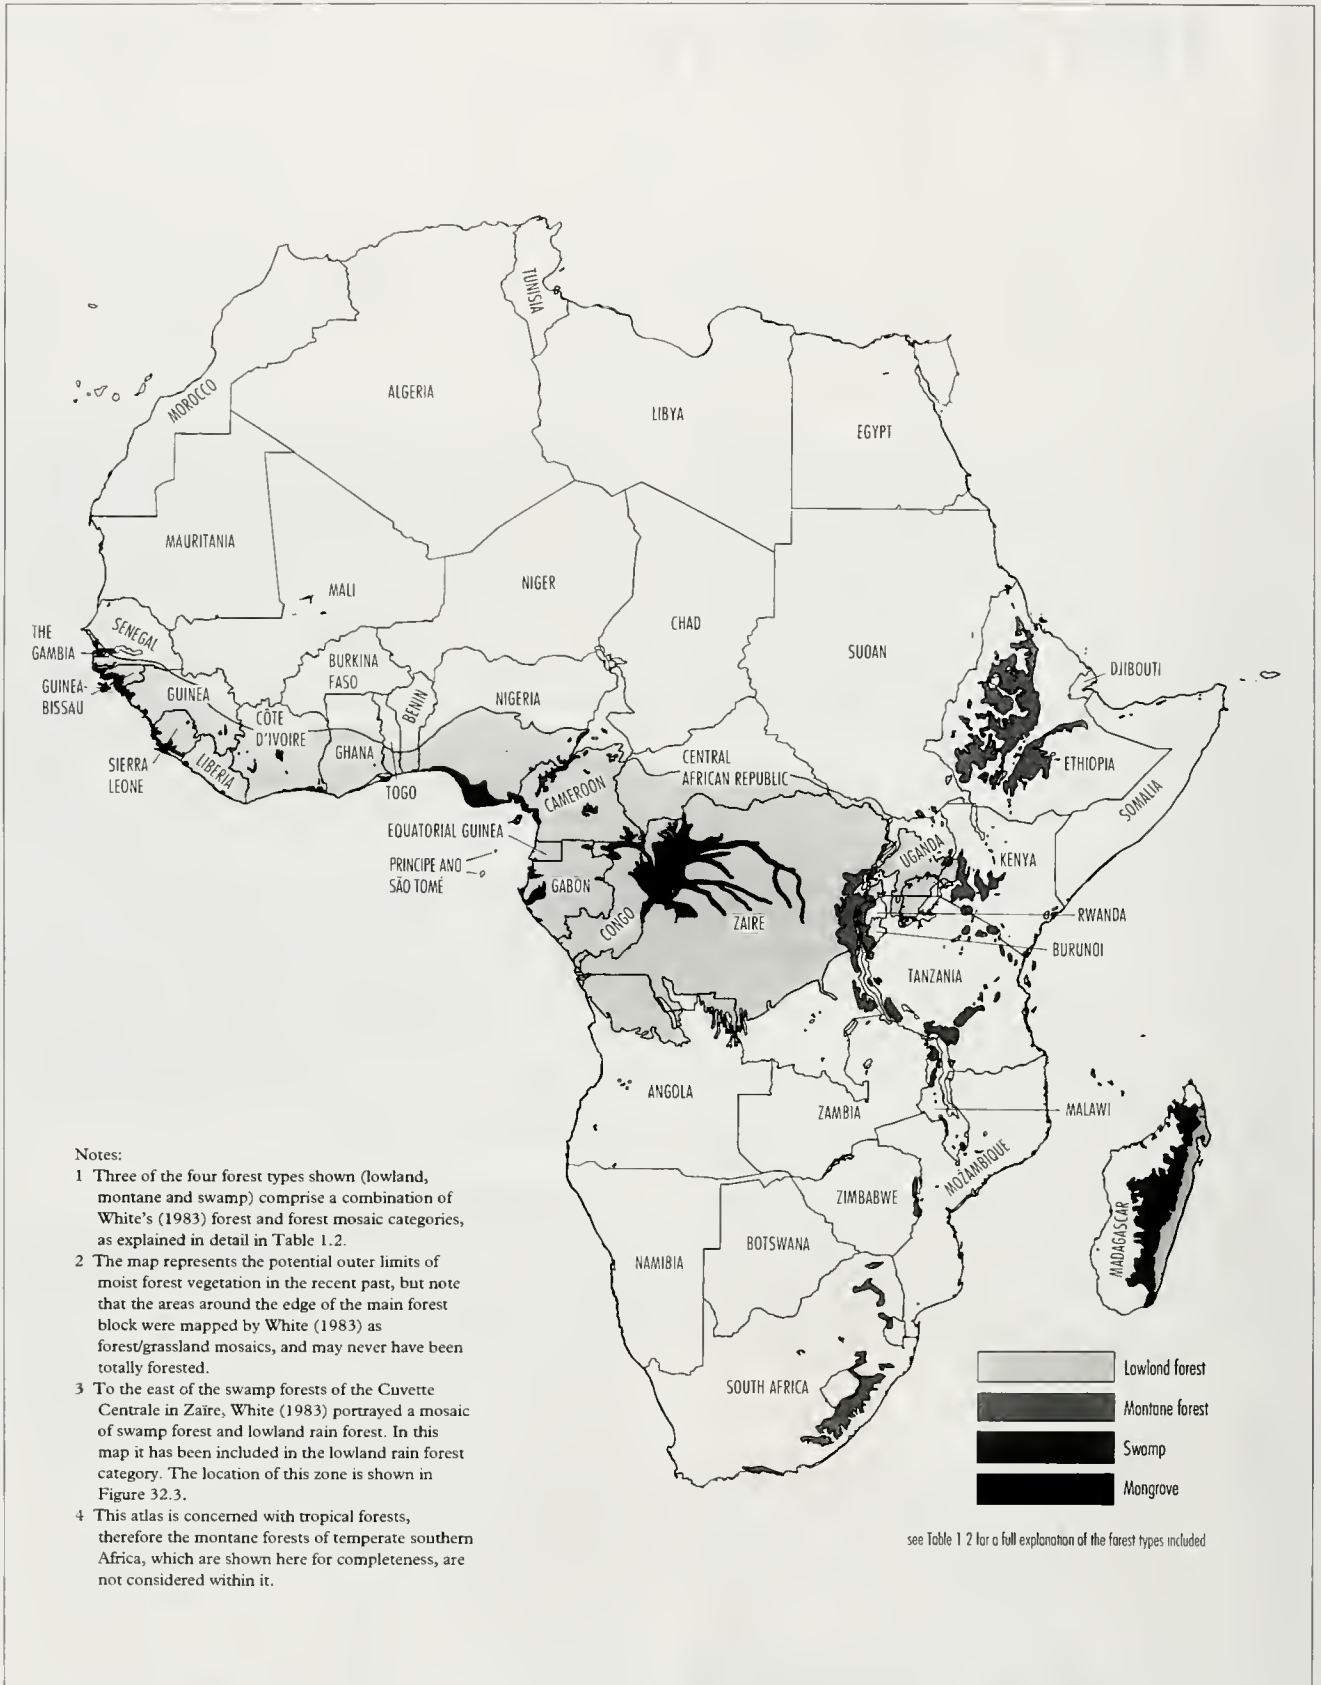 TUNISIA
MOROCCO
ALGERIA
LIBYA
EGYPT
MAURITANIA
MALI
NIGER
CHAD
SUOAN
THE
GAMBIA
SENEGAL
GUINEA-
BISSAU
GUINEA
BURKINA
FASO
BENIN
NIGERIA
DJIBOUTI
CÔTE
D'IVOIRE
GHANA
SIERRA
LEONE
LIBERIA
TOGO
CENTRAL
AFRICAN REPUBLIC
CAMEROON
ETHIOPIA
SOMALIA
EQUATORIAL GUINEA
PRINCIPE ANO
SÃO TOMÉ
GABÒN
CONGO
ZAIRE
UGANDA
KENYA
RWANDA
BURUNOI
TANZANIA
ANGOLA
ZAMBIA
MALAWI
MOZAMBIQUE
ZIMBABWE
NAMIBIA
BOTSWANA
MADAGASCAR
SOUTH AFRICA
Notes:
1 Three of the four forest types shown (lowland,
montane and swamp) comprise a combination of
White's (1983) forest and forest mosaic categories,
as explained in detail in Table 1.2.
2 The map represents the potential outer limits of
moist forest vegetation in the recent past, but note
that the areas around the edge of the main forest
block were mapped by White (1983) as
forest/grassland mosaics, and may never have been
totally forested.
3 To the east of the swamp forests of the Cuvette
Centrale in Zaïre, White (1983) portrayed a mosaic
of swamp forest and lowland rain forest. In this
map it has been included in the lowland rain forest
category. The location of this zone is shown in
Figure 32.3.
4 This atlas is concerned with tropical forests,
therefore the montane forests of temperate southern
Africa, which are shown here for completeness, are
not considered within it.
Lowland forest
Montane forest
Swamp
Mongrove
see Table 1 2 for a full explanation of the forest types included